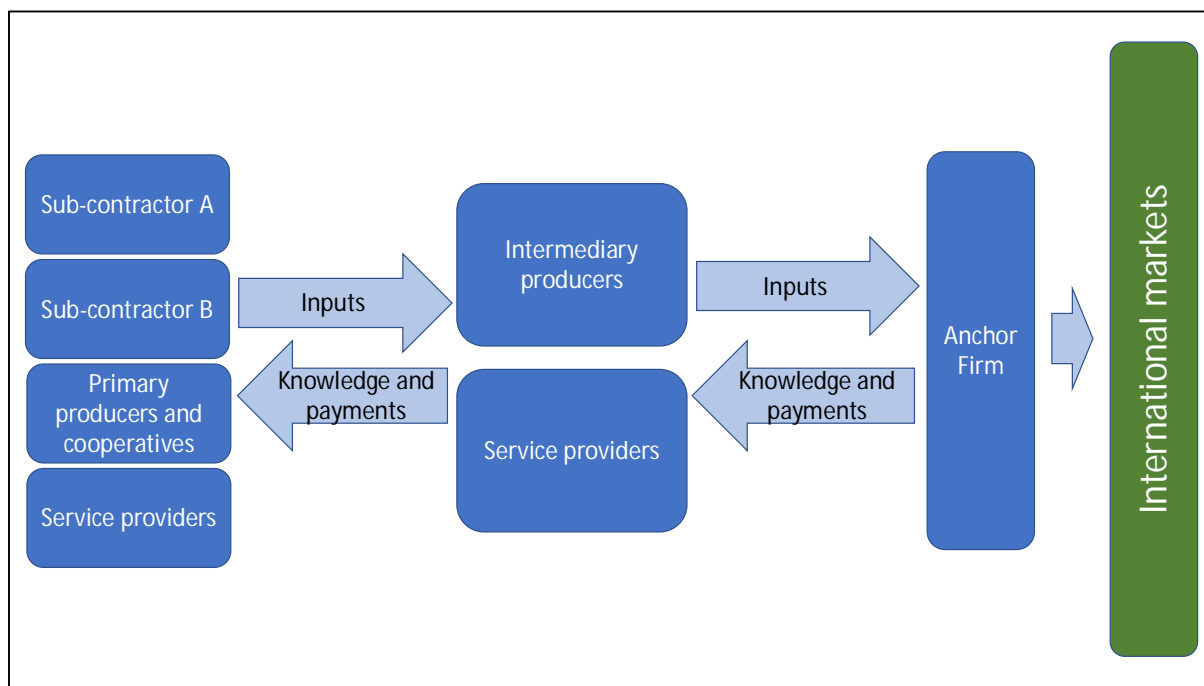 Sub-contractor A
Sub-contractor B
Primary
producers and
cooperatives
Service providers
Inputs
Knowledge and
payments
Intermediary
producers
Service providers
Inputs
Knowledge and
payments
Anchor
Firm
International markets